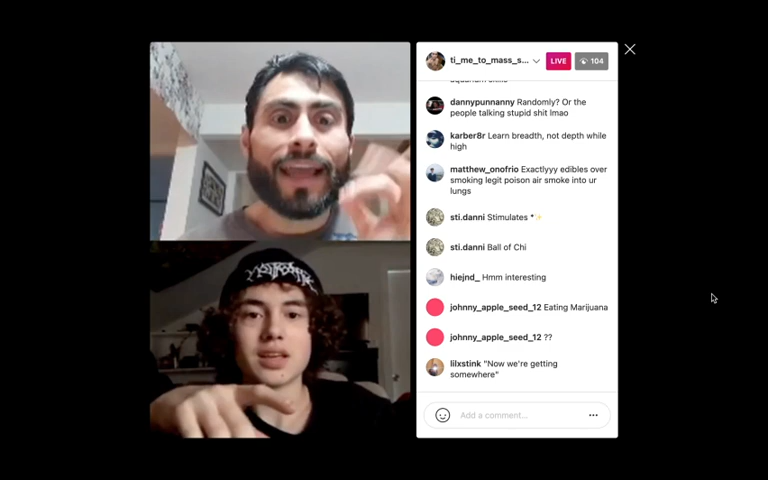 ti_me_to_mass_s...
LIVE
104
dannypunnanny Randomly? Or the
people talking stupid shit lmao
karber8r Learn breadth, not depth while
high
matthew_onofrio Exactlyyy edibles over
smoking legit poison air smoke into ur
lungs
sti.danni Stimulates *✨
sti.danni Ball of Chi
hiejnd_ Hmm interesting
johnny_apple_seed_12 Eating Marijuana
johnny_apple_seed_12 ??
lilxstink "Now we're getting
somewhere"
Add a comment...